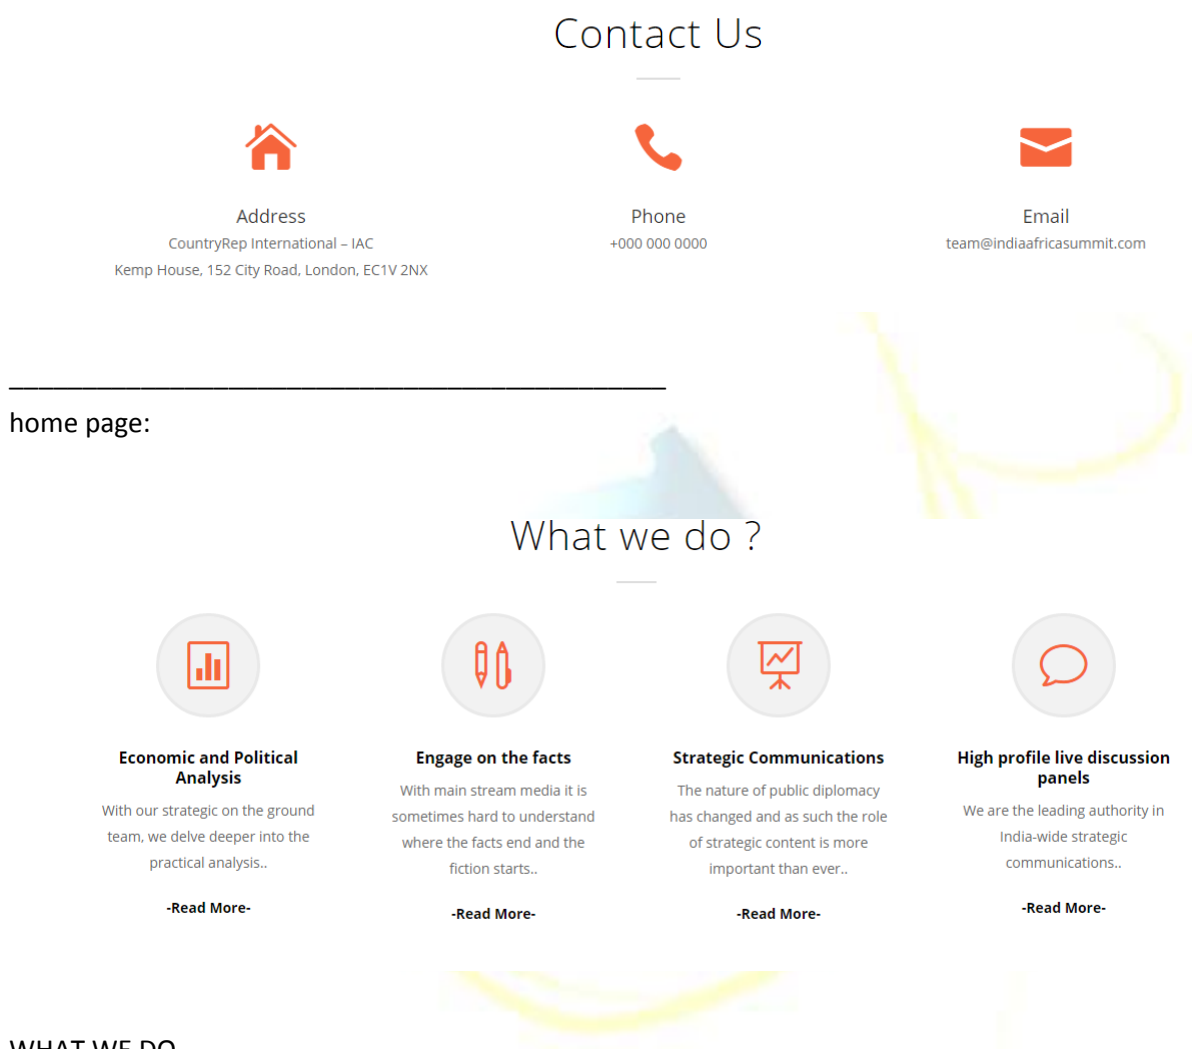 Contact Us
Address
CountryRep International – IAC
Kemp House, 152 City Road, London, EC1V 2NX
Phone
+000 000 0000
Email
team@indiaafricasummit.com
home page:
What we do ?
Economic and Political
Analysis
With our strategic on the ground
team, we delve deeper into the
practical analysis..
-Read More-
Engage on the facts
With main stream media it is
sometimes hard to understand
where the facts end and the
fiction starts..
-Read More-
Strategic Communications
The nature of public diplomacy
has changed and as such the role
of strategic content is more
important than ever..
-Read More-
High profile live discussion
panels
We are the leading authority in
India-wide strategic
communications..
-Read More-
WHAT WE DO